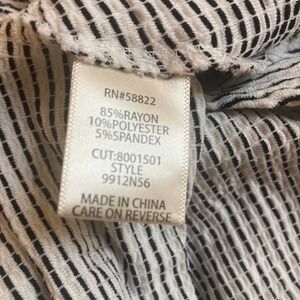 RN#58822
85%RAYON
10%POLYESTER
5%SPANDEX
CUT:8001501
STYLE
9912N56
MADE IN CHINA
CARE ON REVERSE